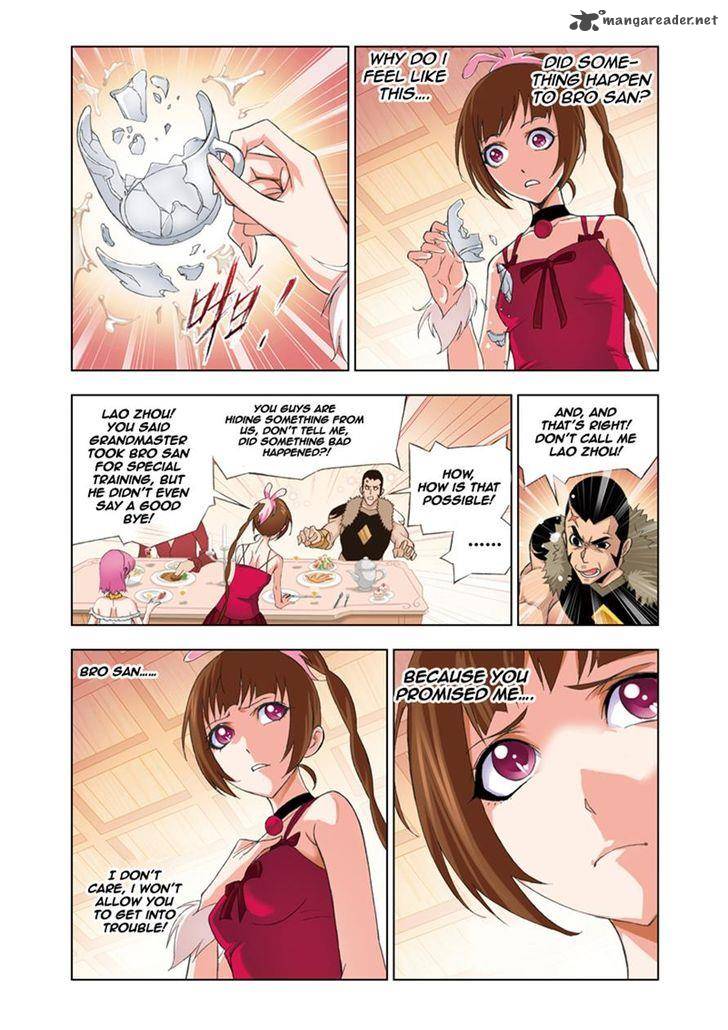 mangareader.net
WHY DO I
FEEL LIKE
THIS....
DID SOME-
THING HAPPEN
TO BRO SAN?
LAO ZHOU!
YOU SAID
GRANDMASTER
TOOK BRO SAN
FOR SPECIAL
TRAINING, BUT
HE DIDN'T EVEN
SAY A GOOD
BYE!
YOU GUYS ARE
HIDING SOMETHING FROM
US, DON'T TELL ME,
DID SOMETHING BAD
HAPPENED?!
HOW,
HOW IS THAT
POSSIBLE!
......
AND, AND
THAT'S RIGHT!
DON'T CALL ME
LAO ZHOU!
BRO SAN......
I DON'T
CARE, I WON'T
ALLOW YOU
TO GET INTO
TROUBLE!
BECAUSE YOU
PROMISED ME....